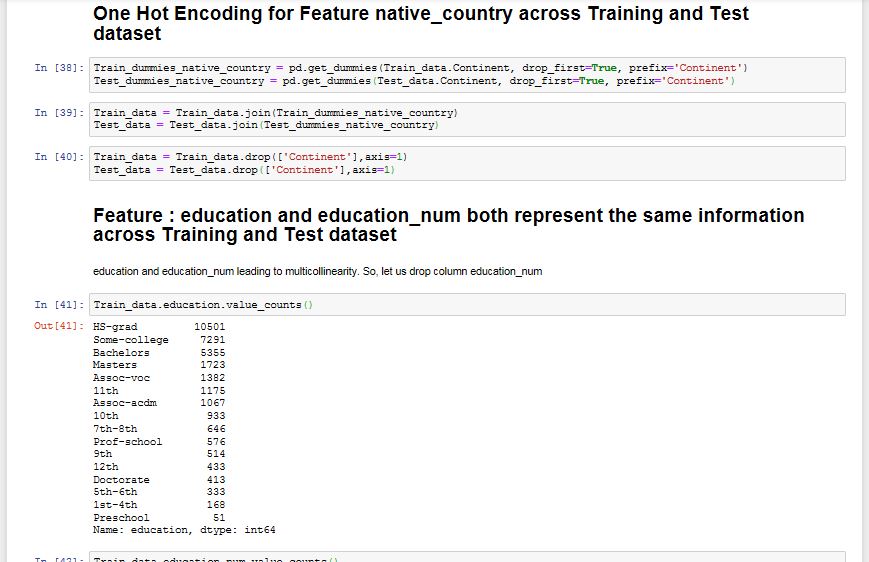 One Hot Encoding for Feature native_country across Training and Test
dataset
In [38]: Train_dummies_native_country = pd.get_dummies(Train_data.Continent, drop_first=True, prefix='Continent')
Test_dummies_native_country = pd.get_dummies(Test_data.Continent, drop_first=True, prefix='Continent')
In [39]: Train_data = Train_data.join(Train_dummies_native_country)
Test_data = Test_data.join(Test_dummies_native_country)
In [40]: Train_data = Train_data.drop(['Continent'],axis=1)
Test_data = Test_data.drop(['Continent'],axis=1)
Feature : education and education_num both represent the same information
across Training and Test dataset
education and education_num leading to multicollinearity. So, let us drop column education_num
In [41]: Train_data.education.value_counts()
Out[41]: HS-grad 10501
Some-college 7291
Bachelors 5355
Masters 1723
Assoc-voc 1382
11th 1175
Assoc-acdm 1067
10th 933
7th-8th 646
Prof-school 576
9th 514
12th 433
Doctorate 413
5th-6th 333
1st-4th 168
Preschool 51
Name: education, dtype: int64
In [42]: Train_data.education_num.value_counts()